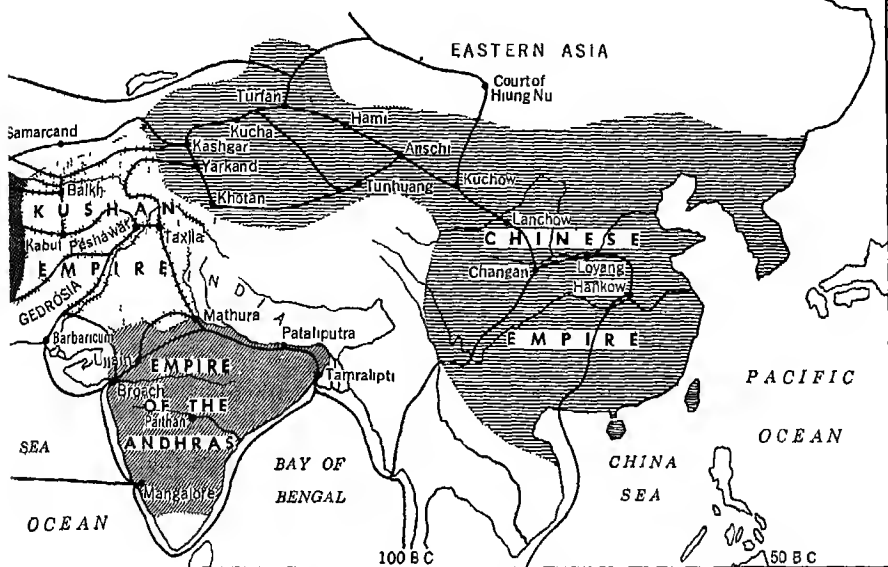 EASTERN ASIA
Court of
Hiung Nu
Turfan
Hami
Samarcand
Kucha
Kashgar
Anschi
Yarkand
Tunhuang
Kuchow
Balkh
Khotan
KUSHAN
Lanchow
Kabul
Peshawar
Taxila
CHINESE
EMPIRE
Changan
Loyang
Hankow
GEDROSIA
INDIA
Mathura
Barbaricum
Pataliputra
EMPIRE
Ujjain
EMPIRE
Tamralipti
PACIFIC
Broach
OF THE
Paithan
OCEAN
ANDHRAS
SEA
BAY OF
CHINA
BENGAL
SEA
Mangalore
OCEAN
100 B C
50 B C